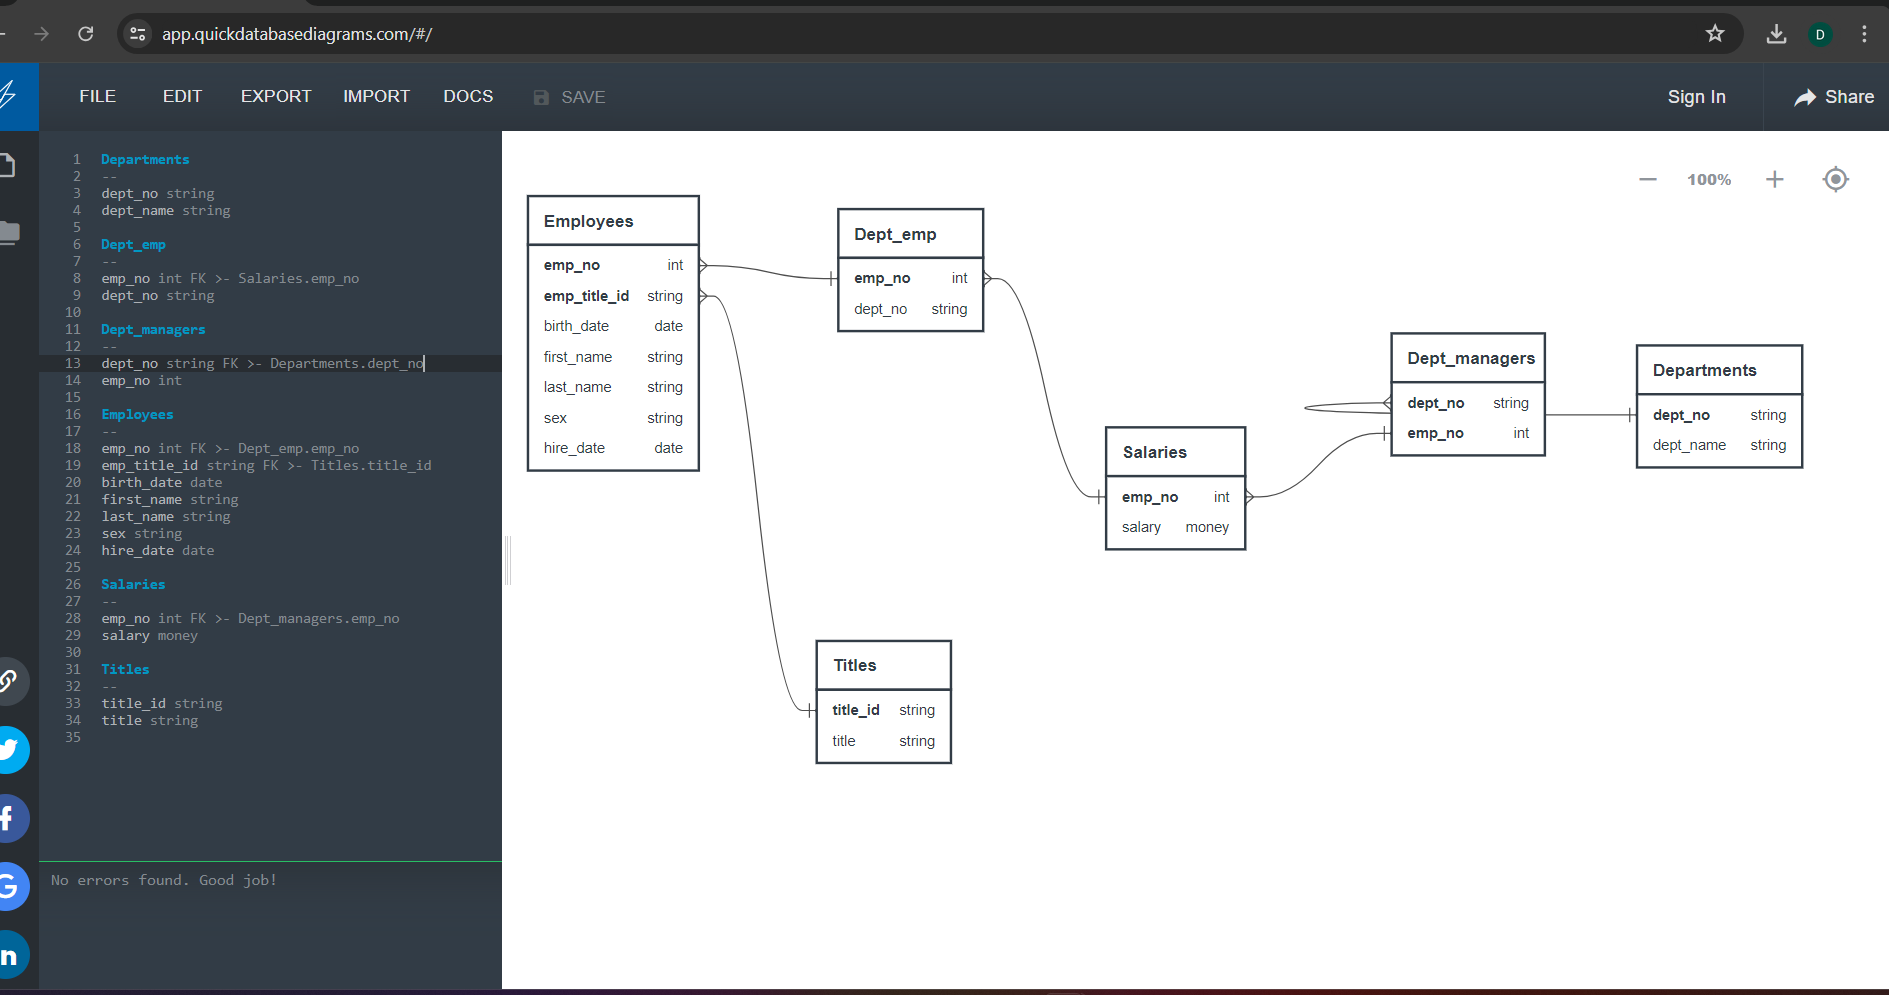 app.quickdatabasediagrams.com/#/
D
FILE EDIT EXPORT IMPORT DOCS SAVE Sign In Share
1 Departments
2 --
3 dept_no string
4 dept_name string
5
6 Dept_emp
7 --
8 emp_no int FK >- Salaries.emp_no
9 dept_no string
10
11 Dept_managers
12 --
13 dept_no string FK >- Departments.dept_no
14 emp_no int
15
16 Employees
17 --
18 emp_no int FK >- Dept_emp.emp_no
19 emp_title_id string FK >- Titles.title_id
20 birth_date date
21 first_name string
22 last_name string
23 sex string
24 hire_date date
25
26 Salaries
27 --
28 emp_no int FK >- Dept_managers.emp_no
29 salary money
30
31 Titles
32 --
33 title_id string
34 title string
35
No errors found. Good job!
100%
Employees
emp_no int
emp_title_id string
birth_date date
first_name string
last_name string
sex string
hire_date date
Dept_emp
emp_no int
dept_no string
Salaries
emp_no int
salary money
Dept_managers
dept_no string
emp_no int
Departments
dept_no string
dept_name string
Titles
title_id string
title string
f
G
in